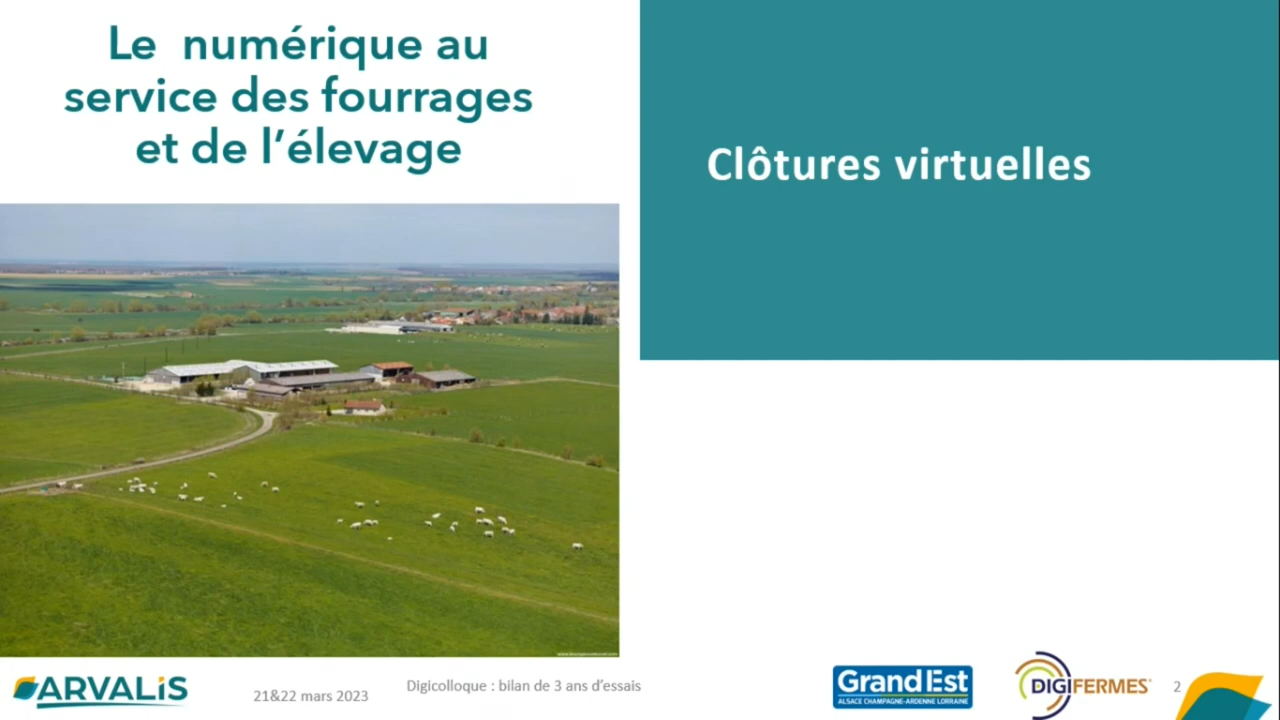 Le numérique au
service des fourrages
et de l'élevage
Clôtures virtuelles
ARVALIS
21&22 mars 2023
Digicolloque : bilan de 3 ans d'essais
Grand Est
ALSACE CHAMPAGNE-ARDENNE LORRAINE
DIGIFERMES
2